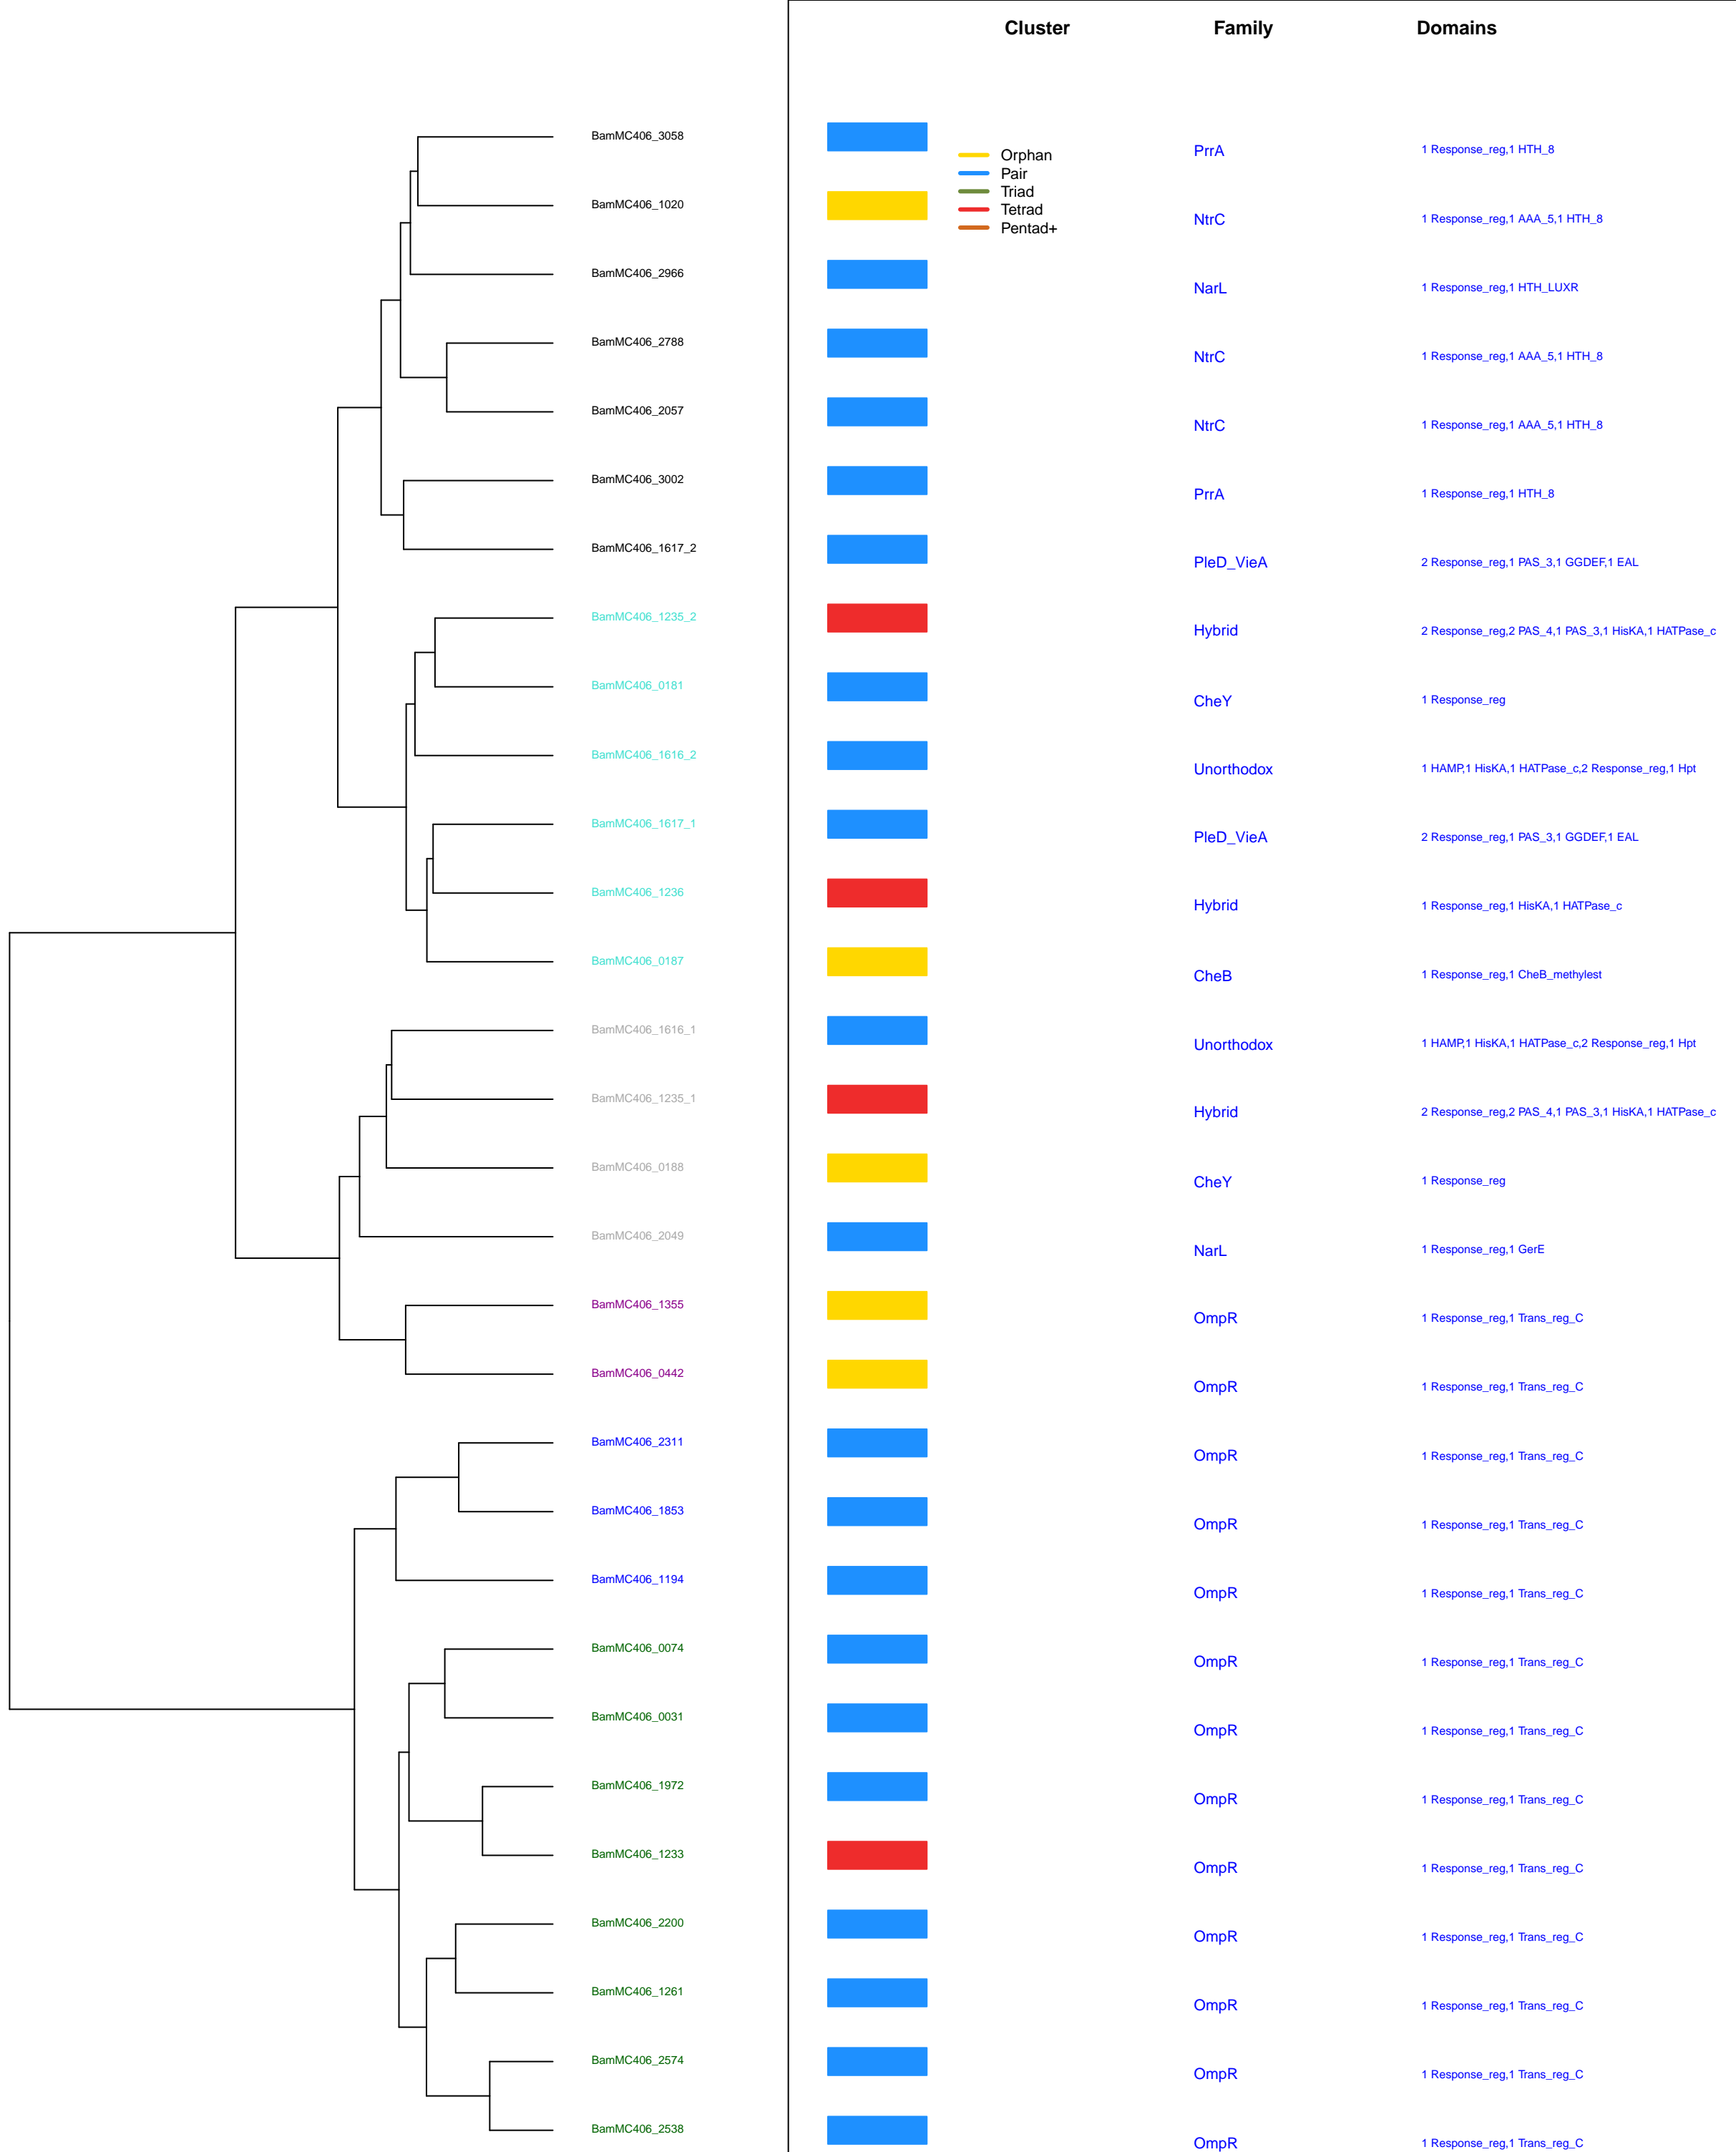 Cluster Family Domains
BamMC406_3058
Orphan
PrrA 1 Response_reg,1 HTH_8
Pair
Triad
BamMC406_1020
Tetrad
NtrC 1 Response_reg,1 AAA_5,1 HTH_8
Pentad+
BamMC406_2966
NarL 1 Response_reg,1 HTH_LUXR
BamMC406_2788
NtrC 1 Response_reg,1 AAA_5,1 HTH_8
BamMC406_2057
NtrC 1 Response_reg,1 AAA_5,1 HTH_8
BamMC406_3002
PrrA 1 Response_reg,1 HTH_8
BamMC406_1617_2
PleD_VieA 2 Response_reg,1 PAS_3,1 GGDEF,1 EAL
BamMC406_1235_2
Hybrid 2 Response_reg,2 PAS_4,1 PAS_3,1 HisKA,1 HATPase_c
BamMC406_0181
CheY 1 Response_reg
BamMC406_1616_2
Unorthodox 1 HAMP,1 HisKA,1 HATPase_c,2 Response_reg,1 Hpt
BamMC406_1617_1
PleD_VieA 2 Response_reg,1 PAS_3,1 GGDEF,1 EAL
BamMC406_1236
Hybrid 1 Response_reg,1 HisKA,1 HATPase_c
BamMC406_0187
CheB 1 Response_reg,1 CheB_methylest
BamMC406_1616_1
Unorthodox 1 HAMP,1 HisKA,1 HATPase_c,2 Response_reg,1 Hpt
BamMC406_1235_1
Hybrid 2 Response_reg,2 PAS_4,1 PAS_3,1 HisKA,1 HATPase_c
BamMC406_0188
CheY 1 Response_reg
BamMC406_2049
NarL 1 Response_reg,1 GerE
BamMC406_1355
OmpR 1 Response_reg,1 Trans_reg_C
BamMC406_0442
OmpR 1 Response_reg,1 Trans_reg_C
BamMC406_2311
OmpR 1 Response_reg,1 Trans_reg_C
BamMC406_1853
OmpR 1 Response_reg,1 Trans_reg_C
BamMC406_1194
OmpR 1 Response_reg,1 Trans_reg_C
BamMC406_0074
OmpR 1 Response_reg,1 Trans_reg_C
BamMC406_0031
OmpR 1 Response_reg,1 Trans_reg_C
BamMC406_1972
OmpR 1 Response_reg,1 Trans_reg_C
BamMC406_1233
OmpR 1 Response_reg,1 Trans_reg_C
BamMC406_2200
OmpR 1 Response_reg,1 Trans_reg_C
BamMC406_1261
OmpR 1 Response_reg,1 Trans_reg_C
BamMC406_2574
OmpR 1 Response_reg,1 Trans_reg_C
BamMC406_2538
OmpR 1 Response_reg,1 Trans_reg_C